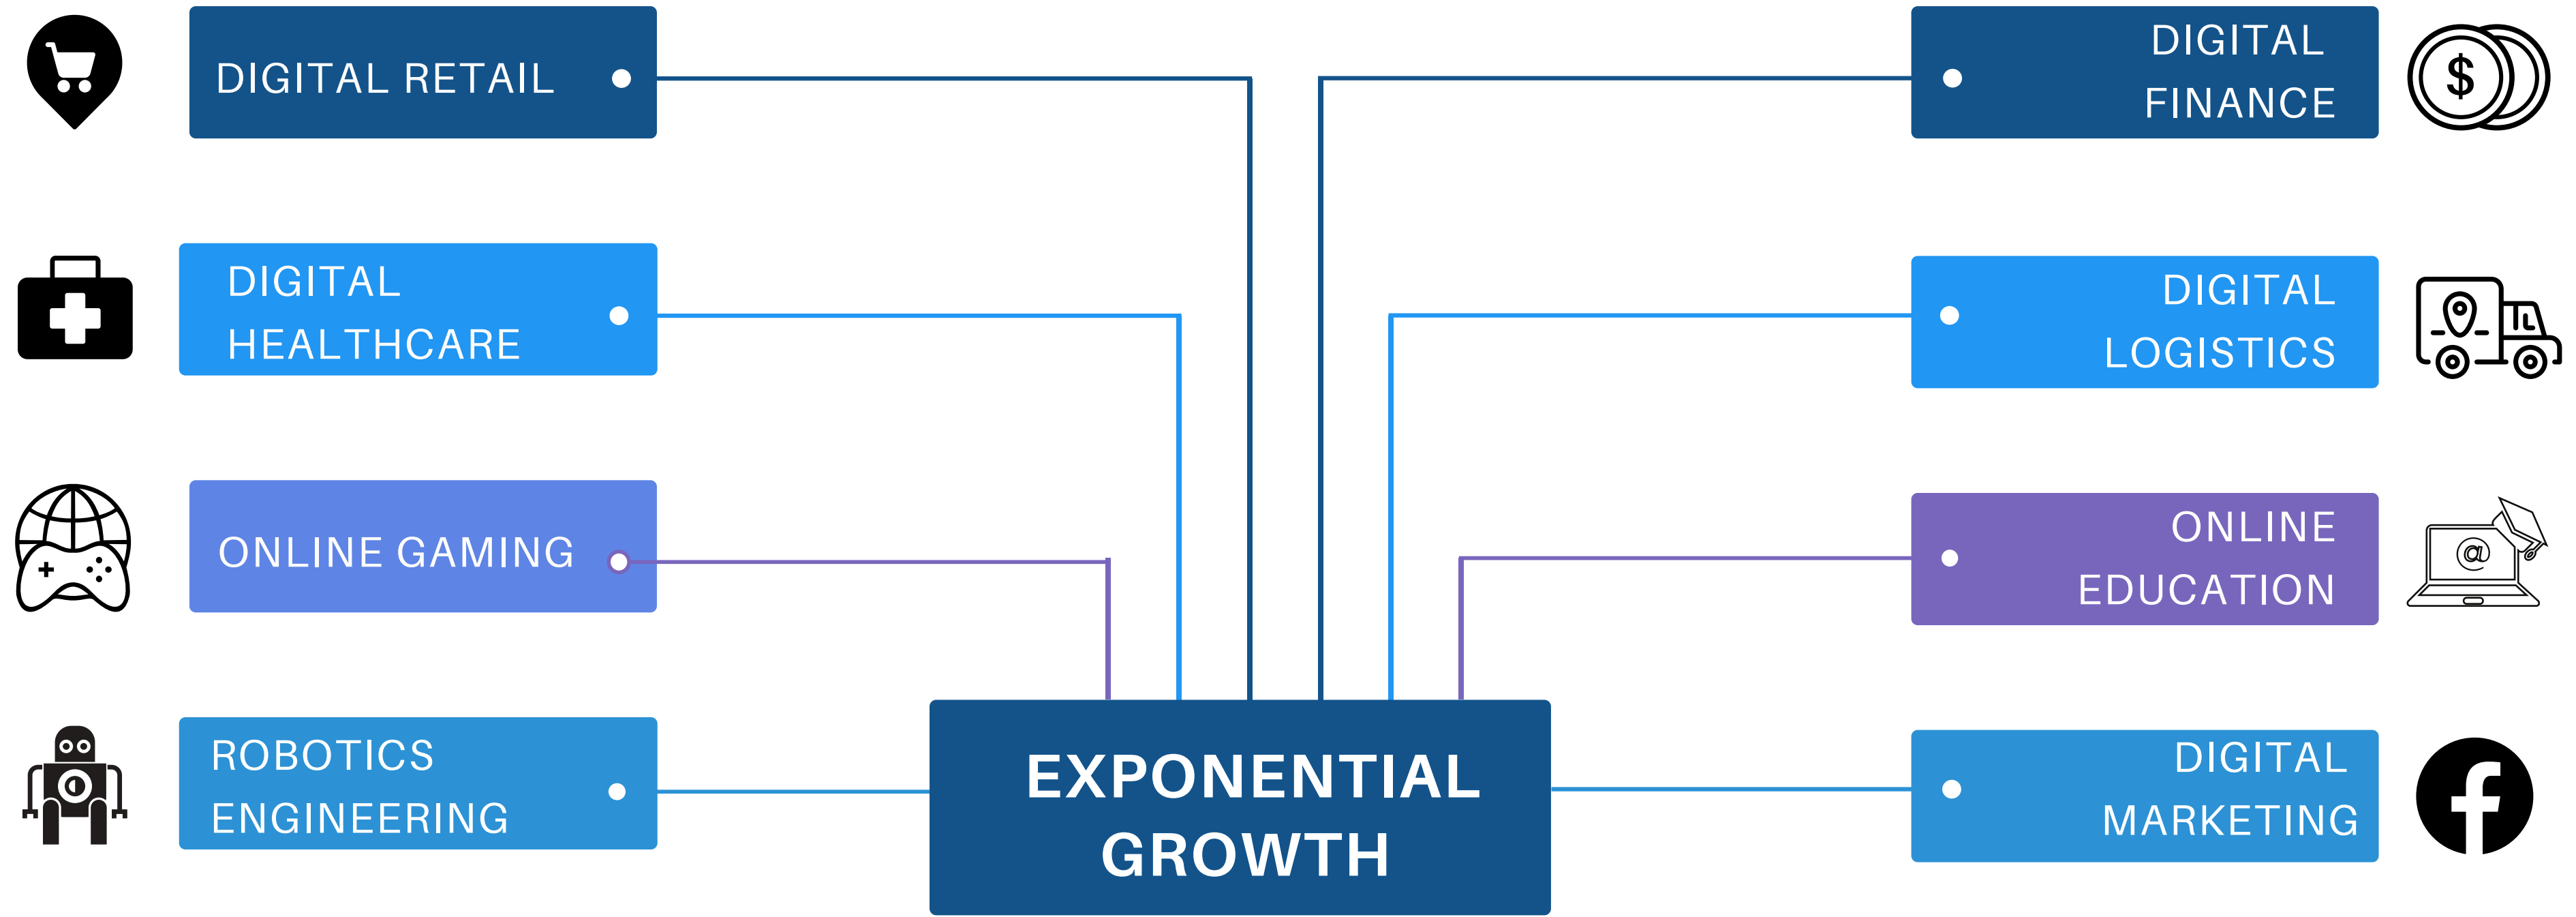 DIGITAL RETAIL
DIGITAL
HEALTHCARE
ONLINE GAMING
ROBOTICS
ENGINEERING
DIGITAL
FINANCE
$
DIGITAL
LOGISTICS
ONLINE
EDUCATION
@
DIGITAL
MARKETING
f
EXPONENTIAL
GROWTH